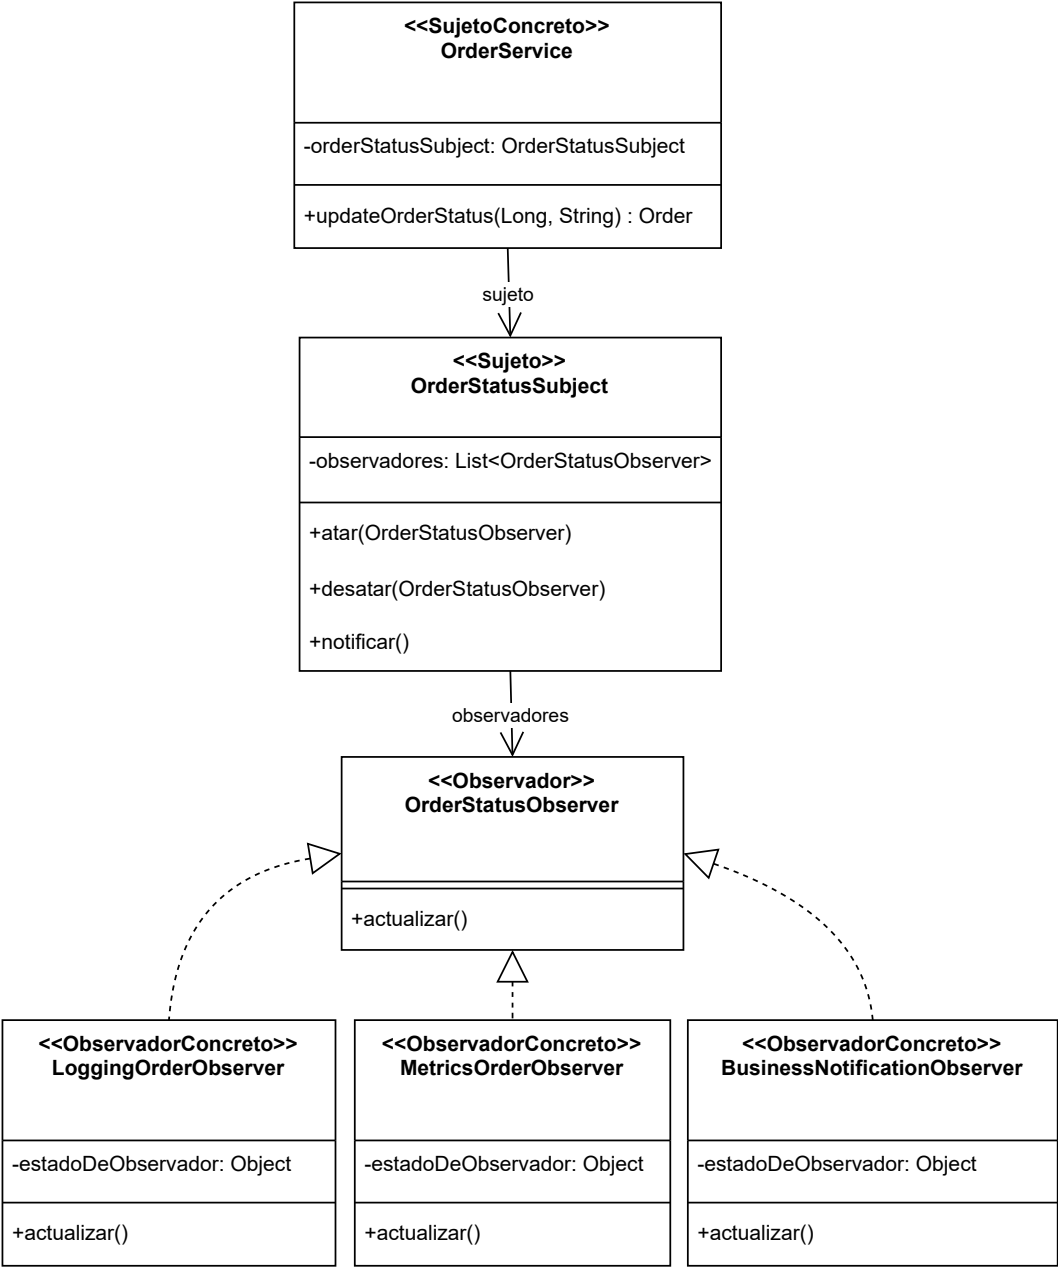 <<SujetoConcreto>>
OrderService
-orderStatusSubject: OrderStatusSubject
+updateOrderStatus(Long, String) : Order
sujeto
<<Sujeto>>
OrderStatusSubject
-observadores: List<OrderStatusObserver>
+atar(OrderStatusObserver)
+desatar(OrderStatusObserver)
+notificar()
observadores
<<Observador>>
OrderStatusObserver
+actualizar()
<<ObservadorConcreto>>
LoggingOrderObserver
-estadoDeObservador: Object
+actualizar()
<<ObservadorConcreto>>
MetricsOrderObserver
-estadoDeObservador: Object
+actualizar()
<<ObservadorConcreto>>
BusinessNotificationObserver
-estadoDeObservador: Object
+actualizar()